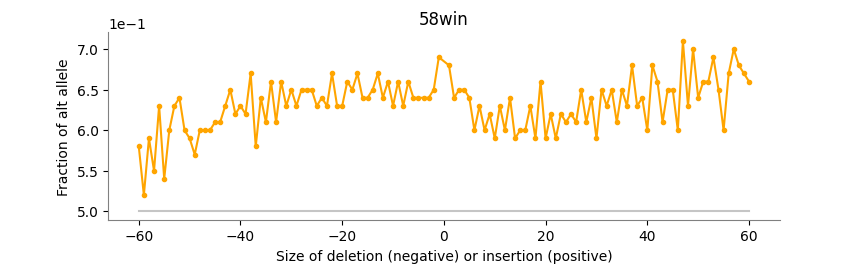 58win
1e−1
7.0
6.5
6.0
5.5
5.0
Fraction of alt allele
−60 −40 −20 0 20 40 60
Size of deletion (negative) or insertion (positive)